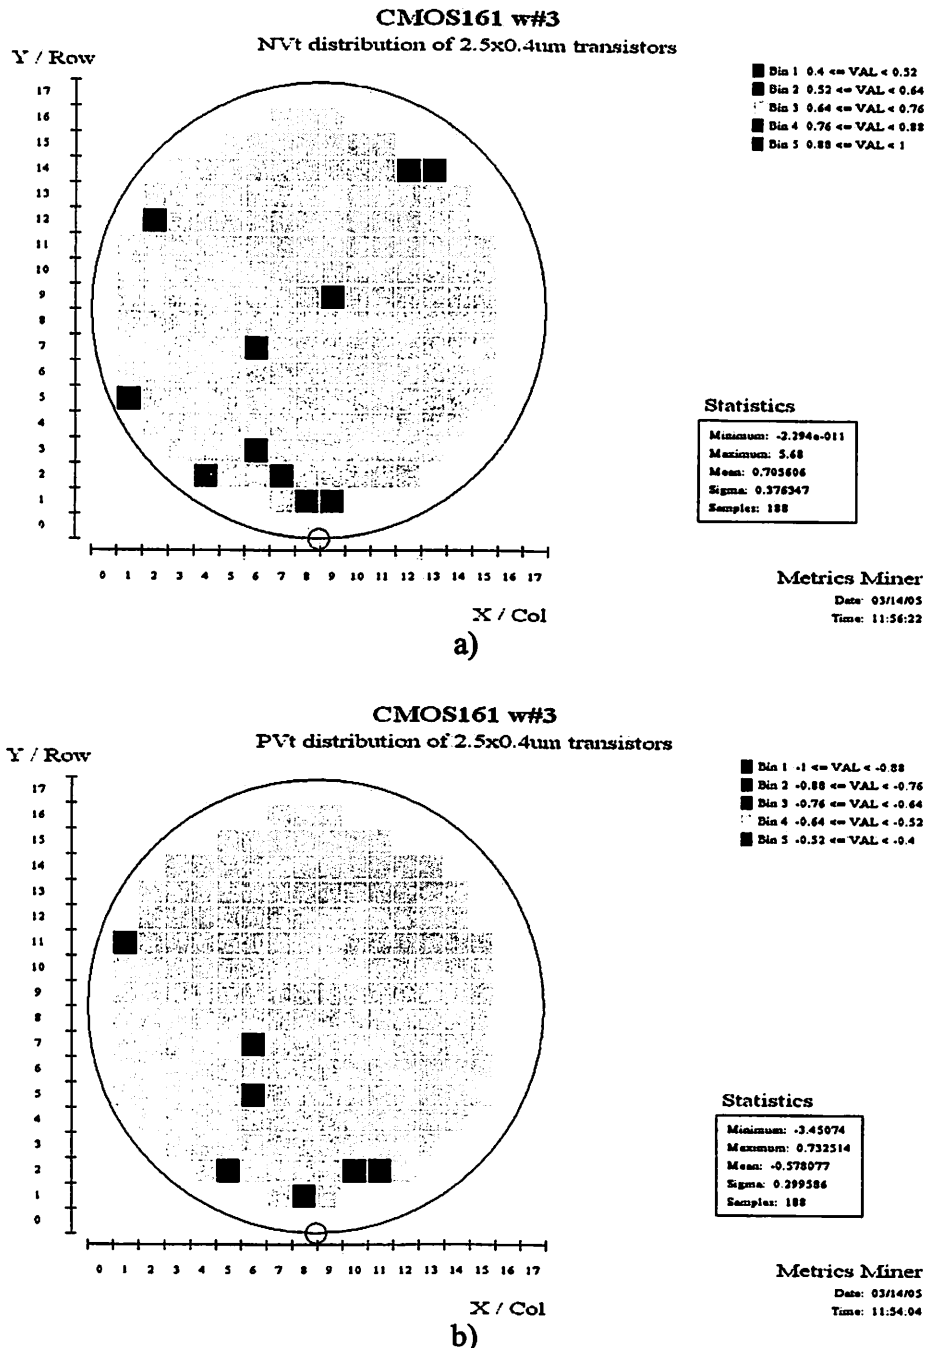 CMOS161 w#3
NVt distribution of 2.5x0.4um transistors
Y / Row
Bin 1 0.4 <= VAL < 0.52
Bin 2 0.52 <= VAL < 0.64
Bin 3 0.64 <= VAL < 0.76
Bin 4 0.76 <= VAL < 0.88
Bin 5 0.88 <= VAL < 1
17
16
15
14
13
12
11
10
9
8
7
6
5
4
3
2
1
0
Statistics
Minimum: -2.294e-011
Maximum: 5.68
Mean: 0.705606
Sigma: 0.376347
Samples: 188
0 1 2 3 4 5 6 7 8 9 10 11 12 13 14 15 16 17
X / Col
Metrics Miner
Date: 03/14/05
Time: 11:56:22
a)
CMOS161 w#3
PVt distribution of 2.5x0.4um transistors
Y / Row
Bin 1 -1 <= VAL < -0.88
Bin 2 -0.88 <= VAL < -0.76
Bin 3 -0.76 <= VAL < -0.64
Bin 4 -0.64 <= VAL < -0.52
Bin 5 -0.52 <= VAL < -0.4
17
16
15
14
13
12
11
10
9
8
7
6
5
4
3
2
1
0
Statistics
Minimum: -3.45074
Maximum: 0.732514
Mean: -0.578077
Sigma: 0.299586
Samples: 188
0 1 2 3 4 5 6 7 8 9 10 11 12 13 14 15 16 17
X / Col
Metrics Miner
Date: 03/14/05
Time: 11:54:04
b)